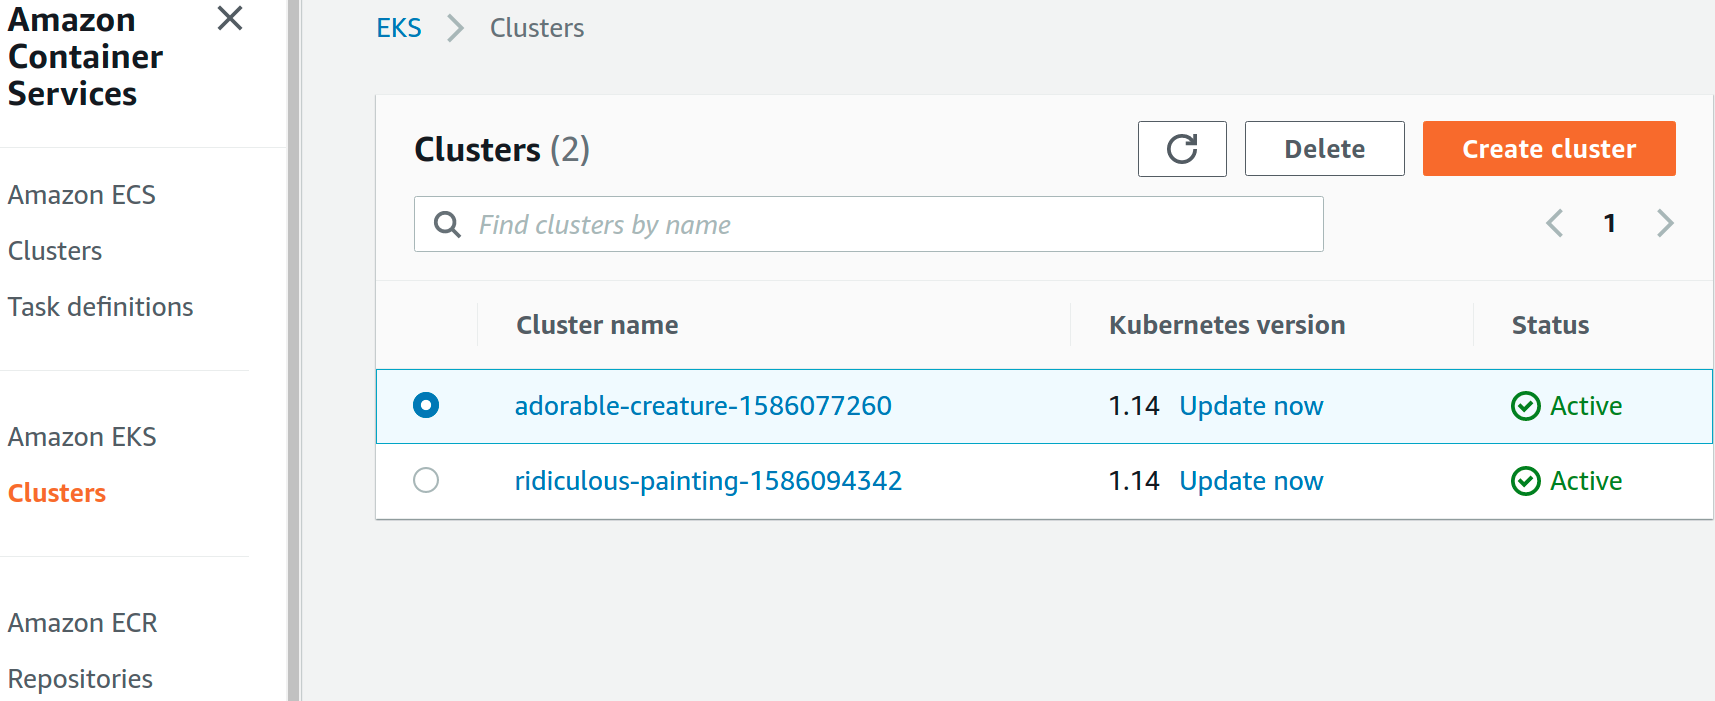 Amazon
Container
Services
Amazon ECS
Clusters
Task definitions
Amazon EKS
Clusters
Amazon ECR
Repositories
EKS Clusters
Clusters (2)
Delete
Create cluster
Find clusters by name
1
Cluster name Kubernetes version Status
adorable-creature-1586077260 1.14 Update now Active
ridiculous-painting-1586094342 1.14 Update now Active